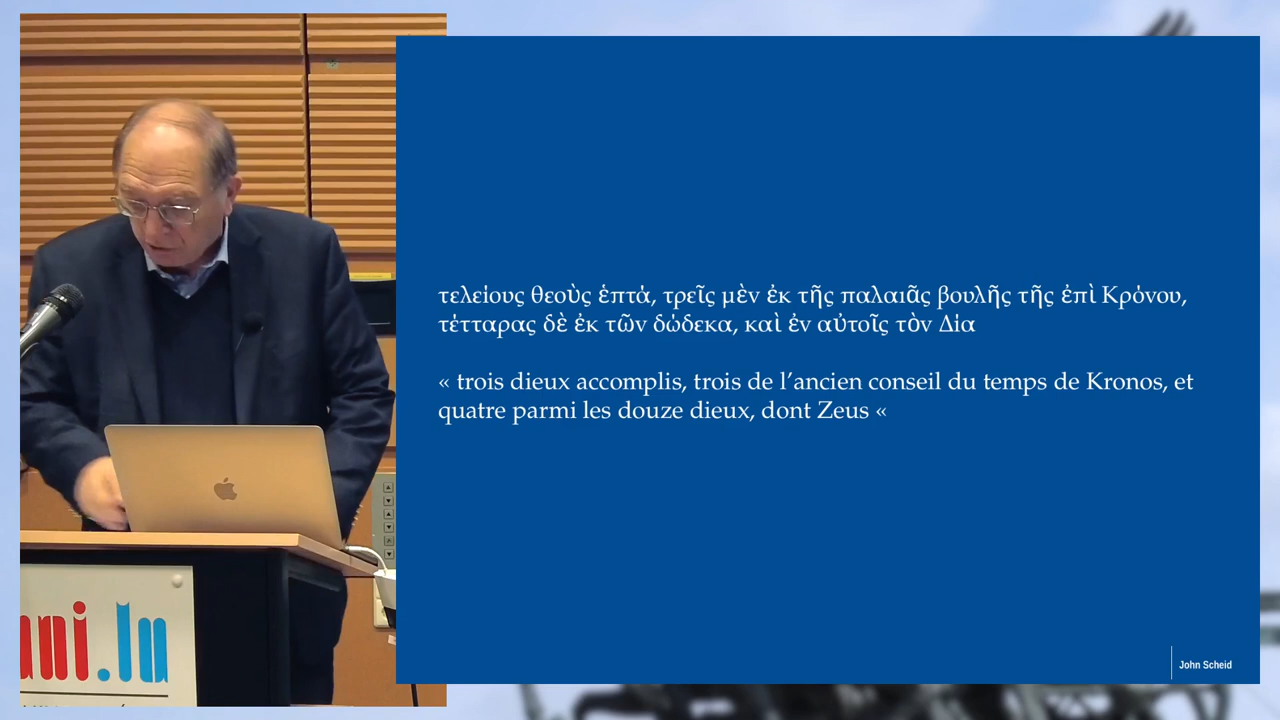 τελείους θεοὺς ἑπτά, τρεῖς μὲν ἐκ τῆς παλαιᾶς βουλῆς τῆς ἐπὶ Κρόνου,
τέτταρας δὲ ἐκ τῶν δώδεκα, καὶ ἐν αὐτοῖς τὸν Δία
« trois dieux accomplis, trois de l’ancien conseil du temps de Kronos, et
quatre parmi les douze dieux, dont Zeus «
John Scheid
uni.lu